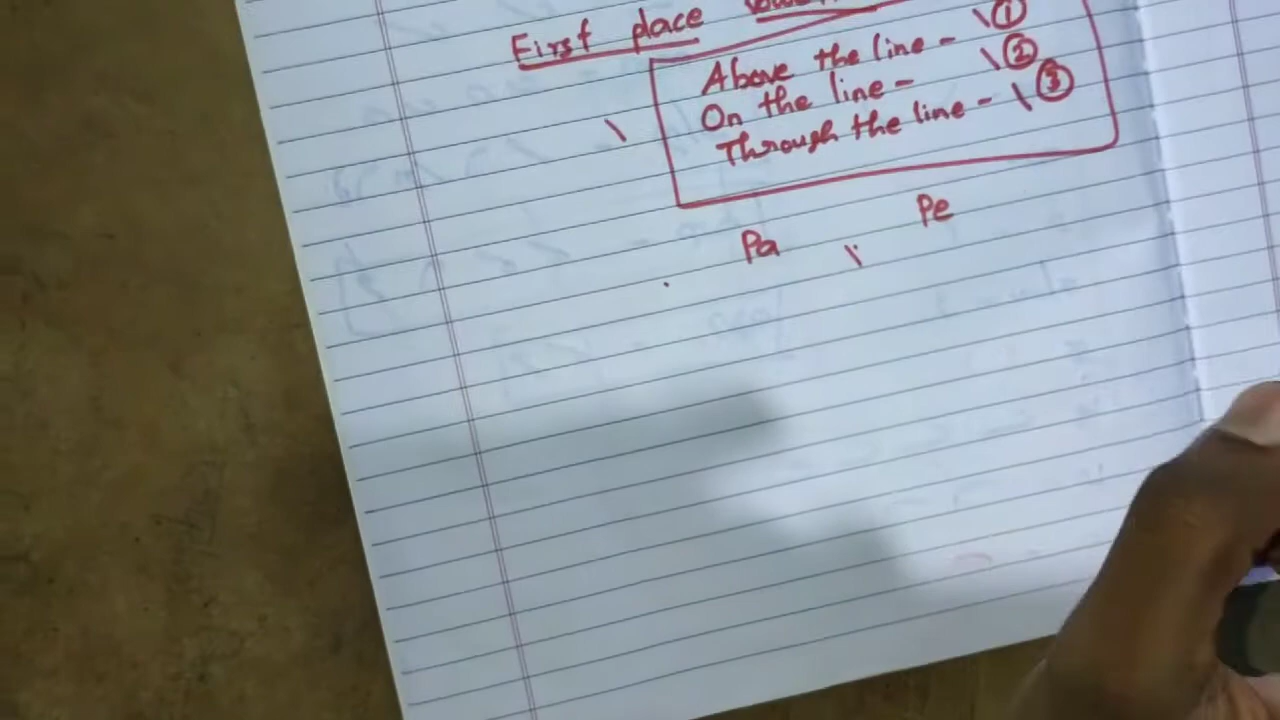 First place
Above the line - \ ①
On the line - \ ②
Through the line - \ ③
Pa
Pe